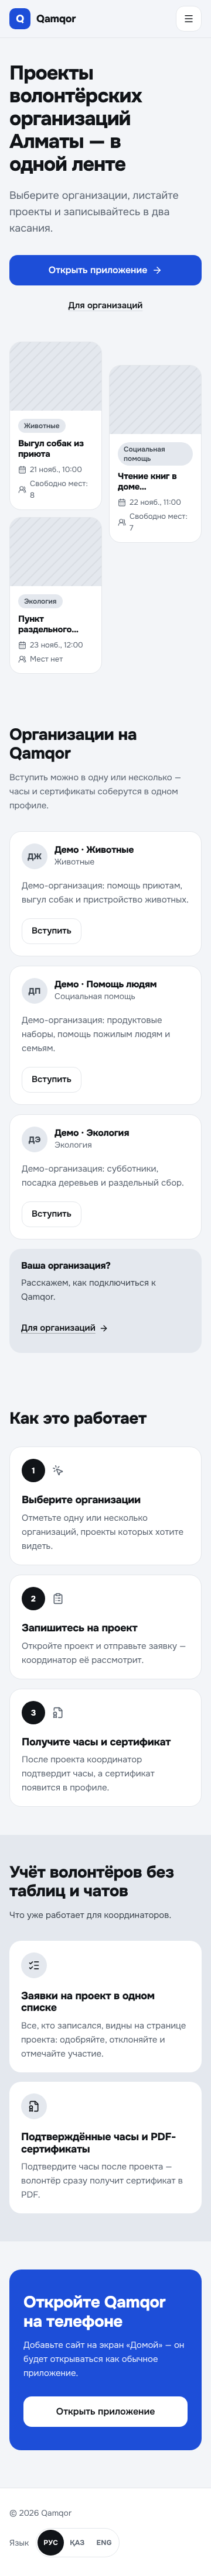 Q Qamqor
Проекты
волонтёрских
организаций
Алматы — в
одной ленте
Выберите организации, листайте
проекты и записывайтесь в два
касания.
Открыть приложение →
Для организаций
Животные
Выгул собак из
приюта
21 нояб., 10:00
Свободно мест:
8
Социальная
помощь
Чтение книг в
доме...
22 нояб., 11:00
Свободно мест:
7
Экология
Пункт
раздельного...
23 нояб., 12:00
Мест нет
Организации на
Qamqor
Вступить можно в одну или несколько —
часы и сертификаты соберутся в одном
профиле.
ДЖ
Демо · Животные
Животные
Демо-организация: помощь приютам,
выгул собак и пристройство животных.
Вступить
ДП
Демо · Помощь людям
Социальная помощь
Демо-организация: продуктовые
наборы, помощь пожилым людям и
семьям.
Вступить
ДЭ
Демо · Экология
Экология
Демо-организация: субботники,
посадка деревьев и раздельный сбор.
Вступить
Ваша организация?
Расскажем, как подключиться к
Qamqor.
Для организаций →
Как это работает
1
Выберите организации
Отметьте одну или несколько
организаций, проекты которых хотите
видеть.
2
Запишитесь на проект
Откройте проект и отправьте заявку —
координатор её рассмотрит.
3
Получите часы и сертификат
После проекта координатор
подтвердит часы, а сертификат
появится в профиле.
Учёт волонтёров без
таблиц и чатов
Что уже работает для координаторов.
Заявки на проект в одном
списке
Все, кто записался, видны на странице
проекта: одобряйте, отклоняйте и
отмечайте участие.
Подтверждённые часы и PDF-
сертификаты
Подтвердите часы после проекта —
волонтёр сразу получит сертификат в
PDF.
Откройте Qamqor
на телефоне
Добавьте сайт на экран «Домой» — он
будет открываться как обычное
приложение.
Открыть приложение
© 2026 Qamqor
Язык РУС ҚАЗ ENG